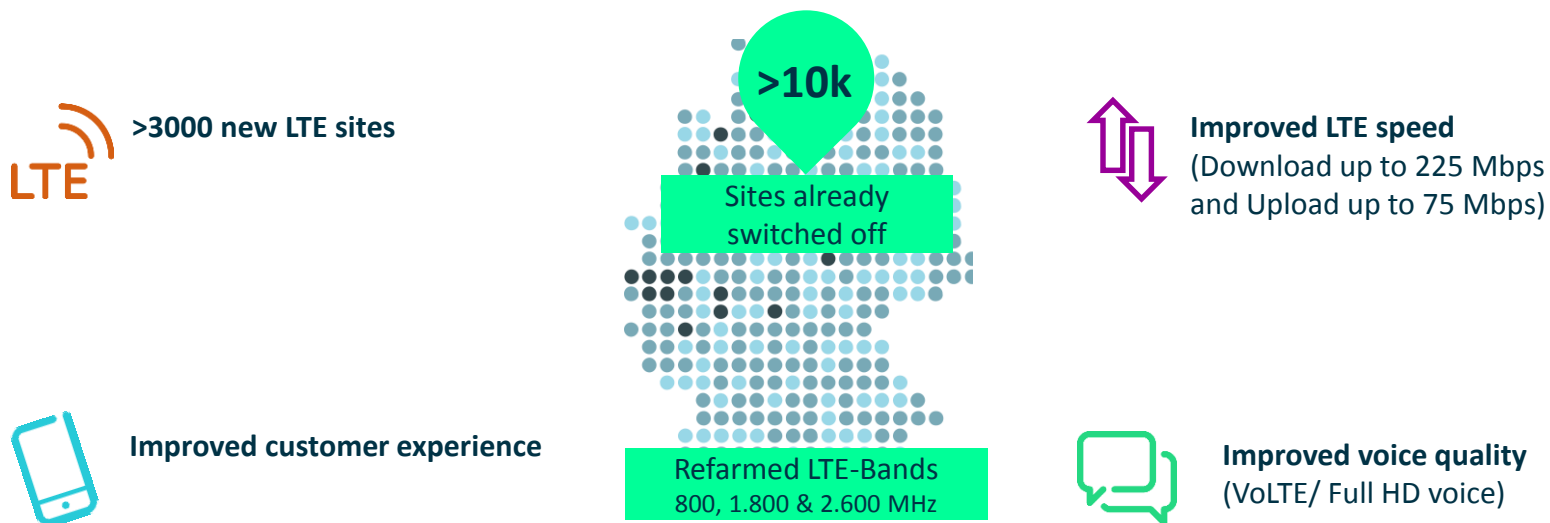 LTE
>3000 new LTE sites
Improved customer experience
>10k
Sites already
switched off
Refarmed LTE-Bands
800, 1.800 & 2.600 MHz
Improved LTE speed
(Download up to 225 Mbps
and Upload up to 75 Mbps)
Improved voice quality
(VoLTE/ Full HD voice)